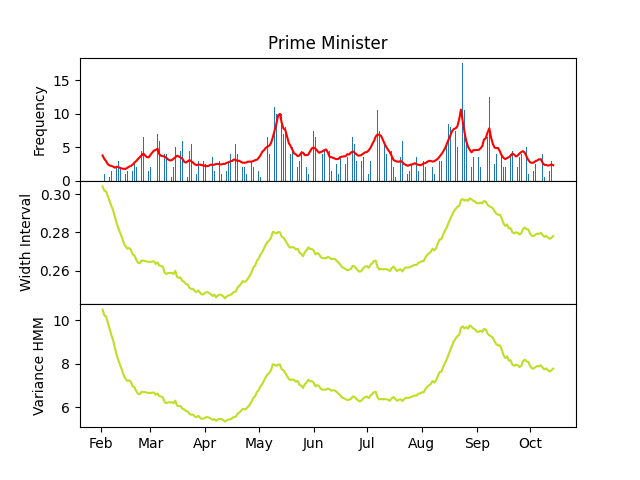 Prime Minister
Frequency
15
10
5
0
Width Interval
0.30
0.28
0.26
Variance HMM
10
8
6
Feb Mar Apr May Jun Jul Aug Sep Oct